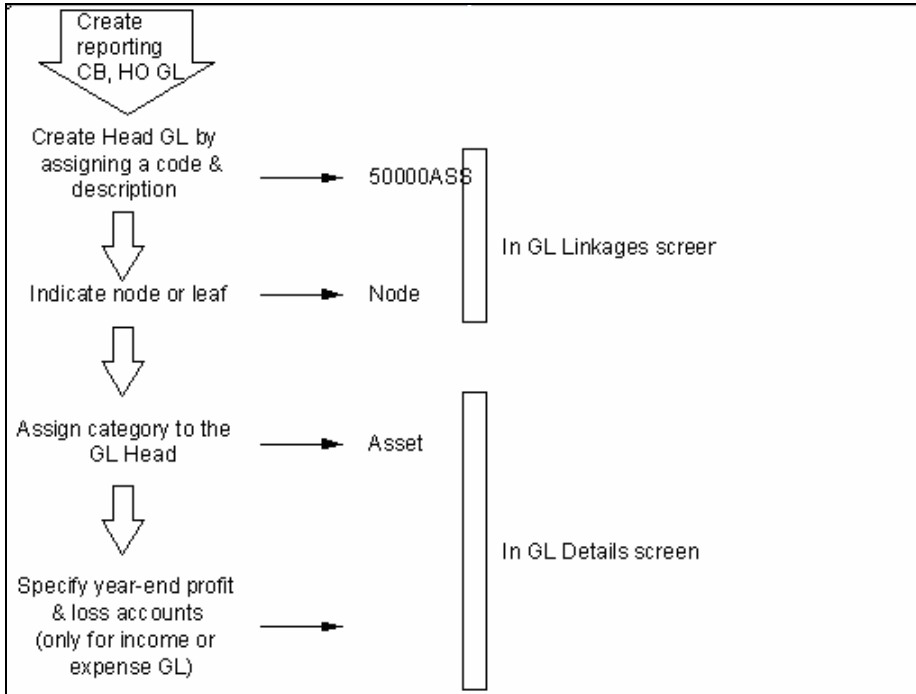 Create
reporting
CB, HO GL
Create Head GL by
assigning a code &
description
50000ASS
In GL Linkages screer
Indicate node or leaf
Node
Assign category to the
GL Head
Asset
In GL Details screen
Specify year-end profit
& loss accounts
(only for income or
expense GL)